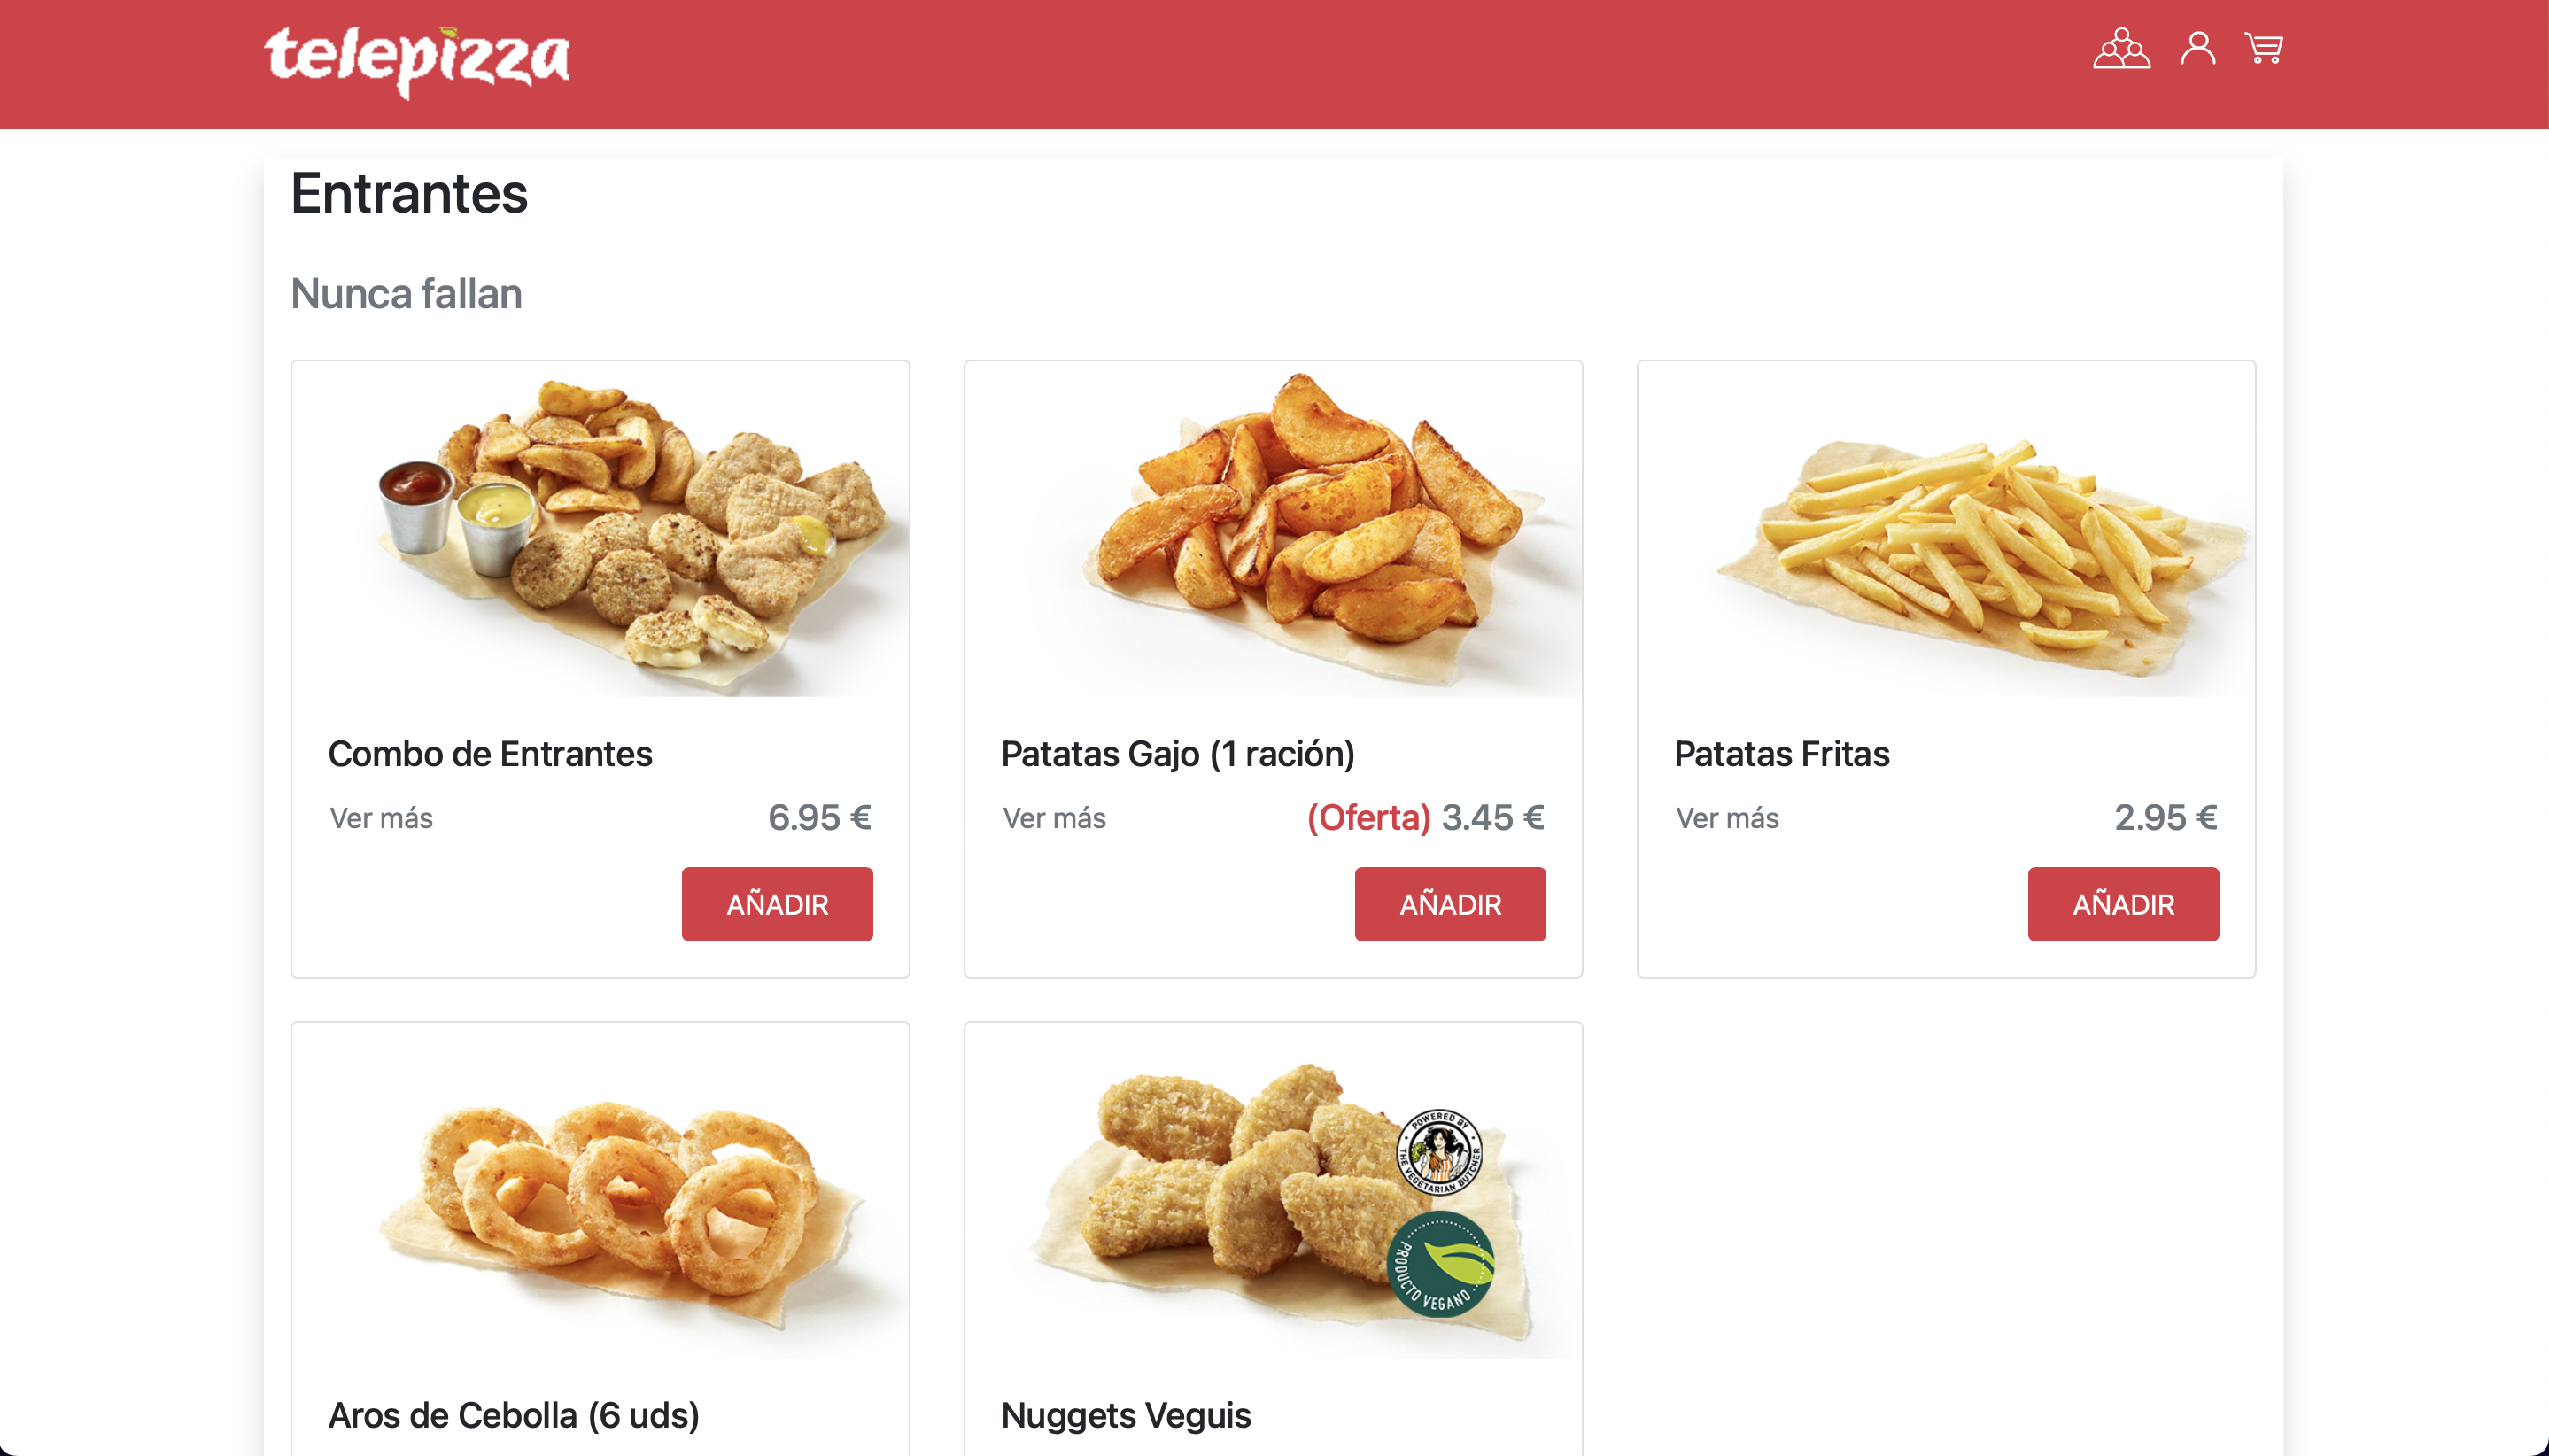 telepizza
Entrantes
Nunca fallan
Combo de Entrantes
Ver más
6.95 €
AÑADIR
Patatas Gajo (1 ración)
Ver más
(Oferta) 3.45 €
AÑADIR
Patatas Fritas
Ver más
2.95 €
AÑADIR
Aros de Cebolla (6 uds)
POWERED BY
THE VEGETARIAN BUTCHER
PRODUCTO VEGANO
Nuggets Veguis